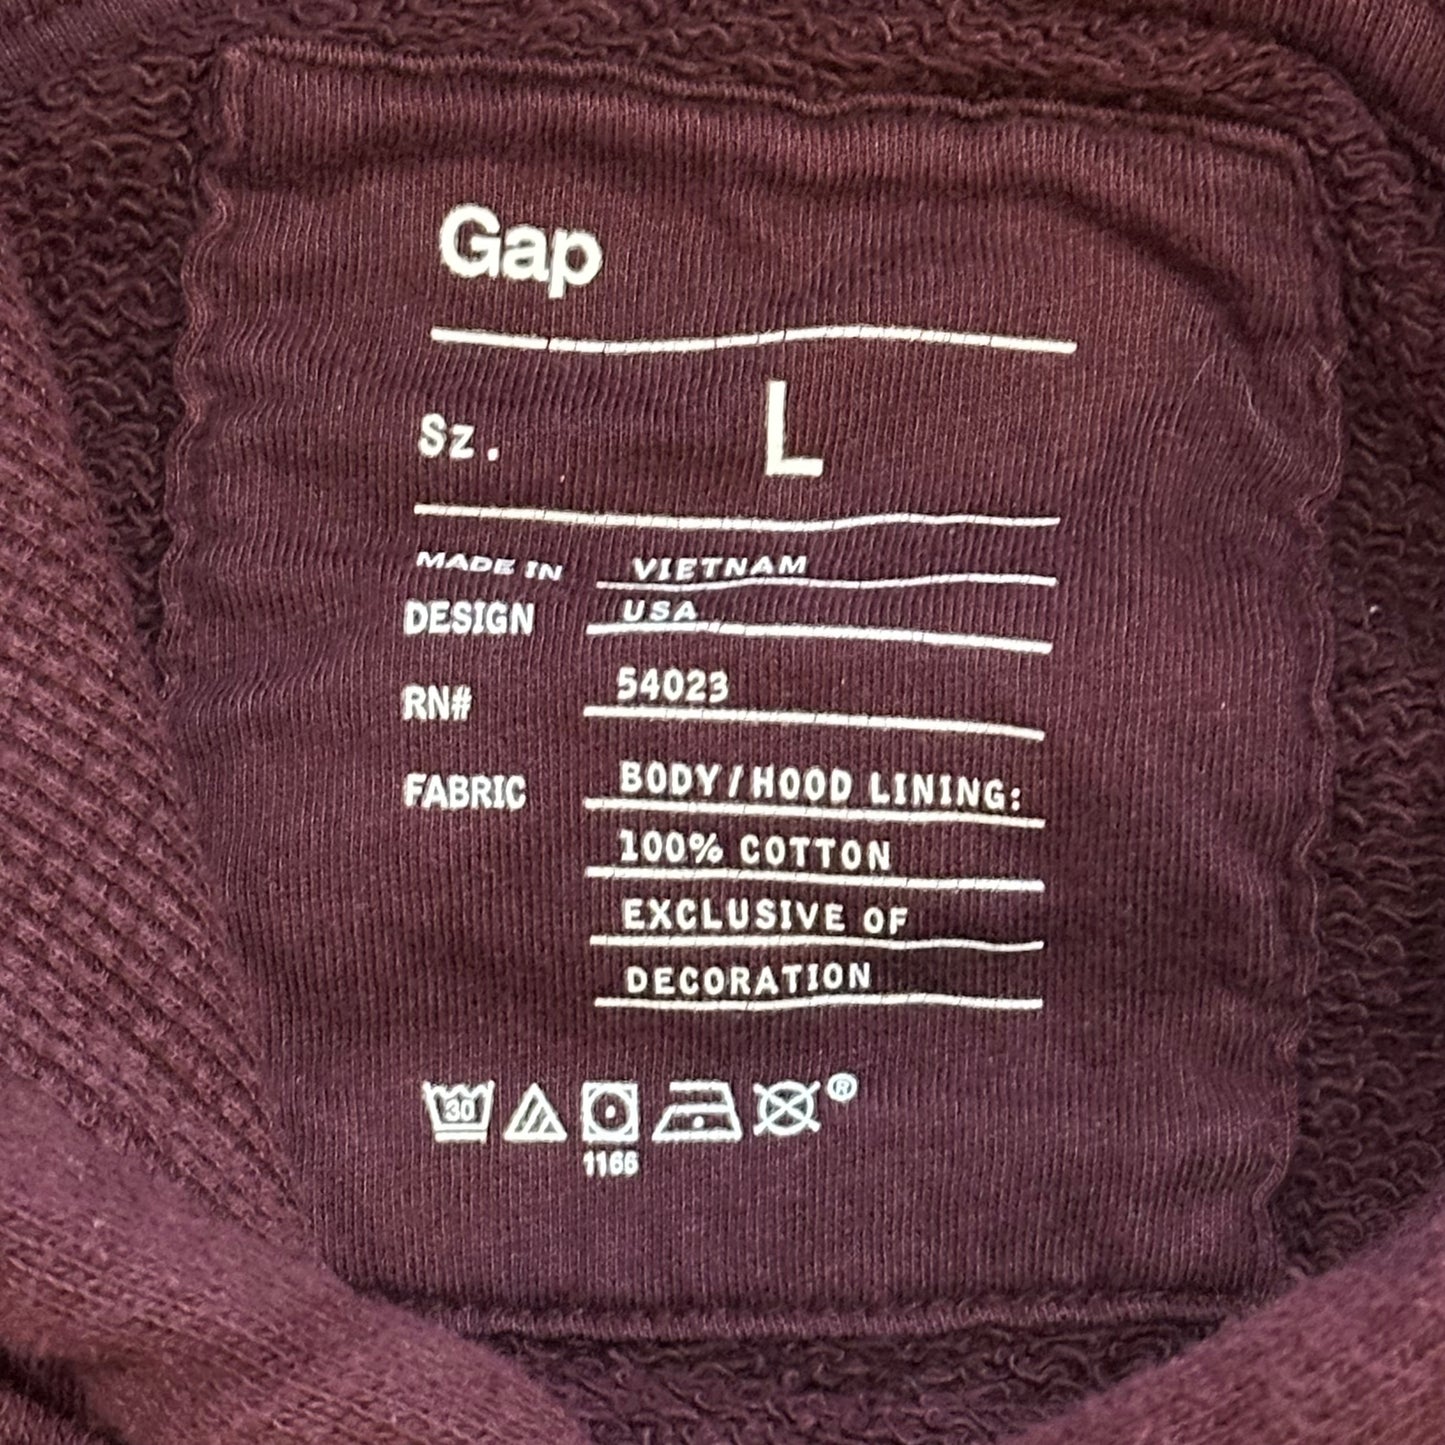 Gap
Sz. L
MADE IN VIETNAM
DESIGN USA
RN# 54023
FABRIC BODY/HOOD LINING:
100% COTTON
EXCLUSIVE OF
DECORATION
30 ®
1166